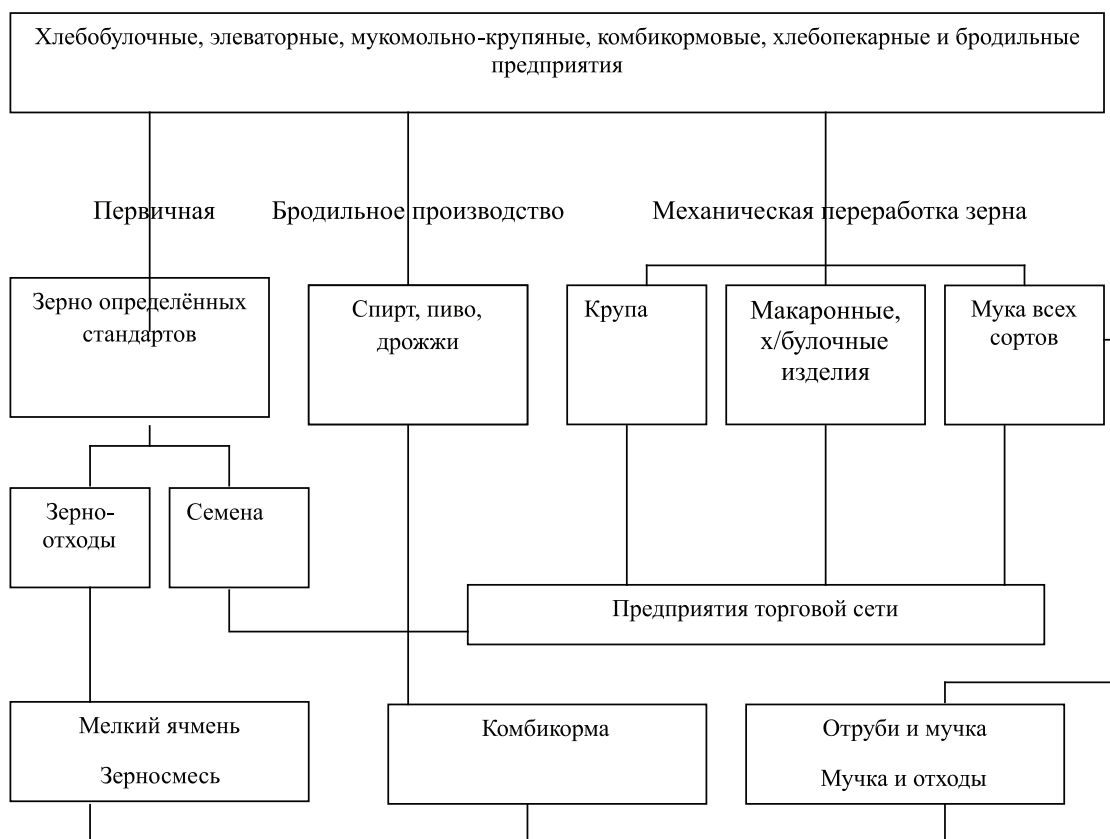 Хлебобулочные, элеваторные, мукомольно-крупяные, комбикормовые, хлебопекарные и бродильные
предприятия
Первичная
Бродильное производство
Механическая переработка зерна
Зерно определённых
стандартов
Спирт, пиво,
дрожжи
Крупа
Макаронные,
х/булочные
изделия
Мука всех
сортов
Зерно-
отходы
Семена
Предприятия торговой сети
Мелкий ячмень
Зерносмесь
Комбикорма
Отруби и мучка
Мучка и отходы